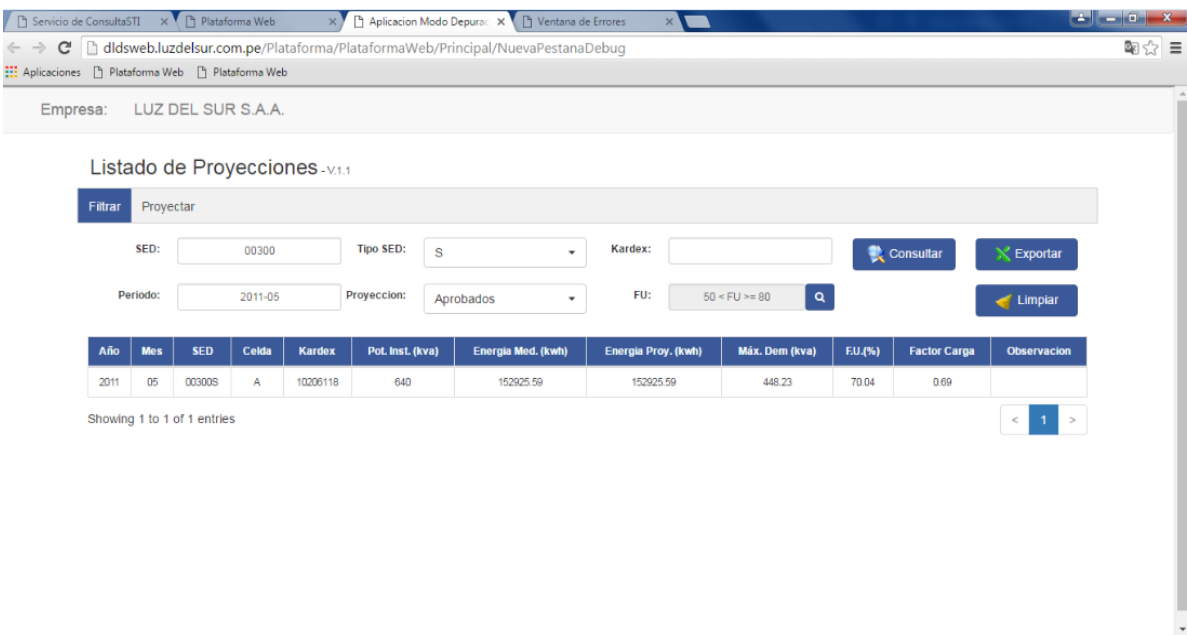 Servicio de ConsultaSTI Plataforma Web Aplicacion Modo Depurac Ventana de Errores
dldsweb.luzdelsur.com.pe/Plataforma/PlataformaWeb/Principal/NuevaPestanaDebug
Aplicaciones Plataforma Web Plataforma Web
Empresa: LUZ DEL SUR S.A.A.
Listado de Proyecciones - V.1.1
Filtrar Proyectar
SED: 00300 Tipo SED: S Kardex: Consultar Exportar
Periodo: 2011-05 Proyeccion: Aprobados FU: 50 < FU >= 80 Limpiar
Año Mes SED Celda Kardex Pot. Inst. (kva) Energia Med. (kwh) Energia Proy. (kwh) Máx. Dem (kva) F.U.(%) Factor Carga Observacion
2011 05 00300S A 10206118 640 152925.59 152925.59 448.23 70.04 0.69
Showing 1 to 1 of 1 entries < 1 >